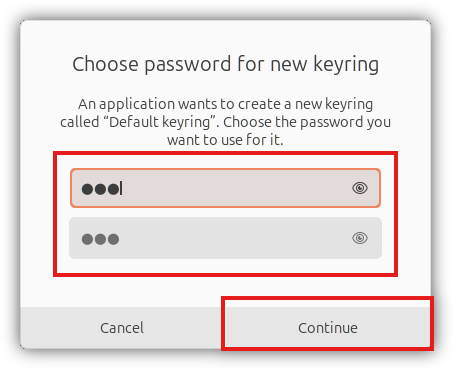 Choose password for new keyring
An application wants to create a new keyring
called “Default keyring”. Choose the password you
want to use for it.
●●●
●●●
Cancel
Continue